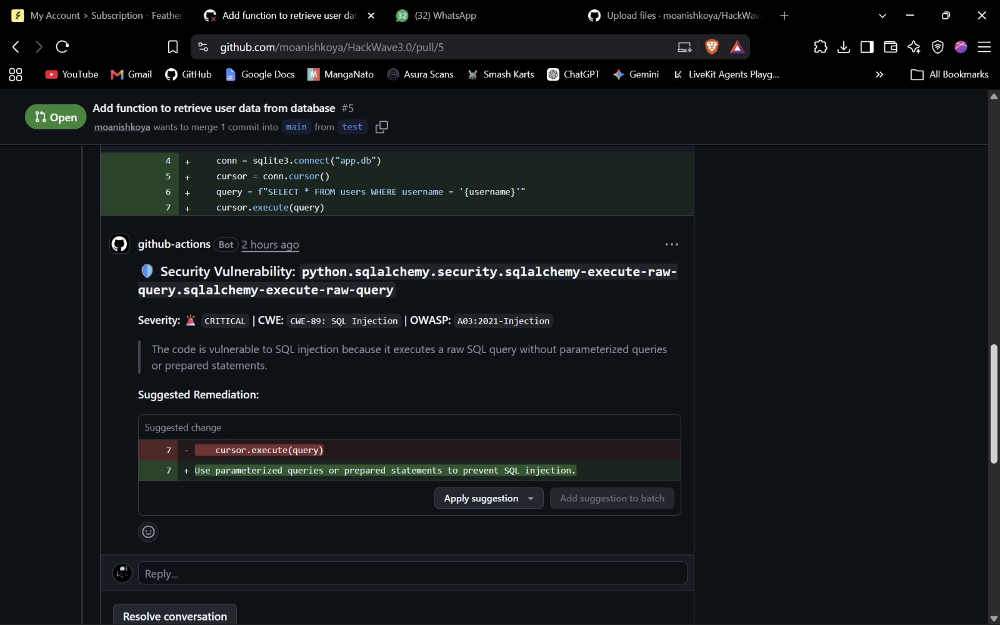 My Account > Subscription - Feather
Add function to retrieve user dat
32
(32) WhatsApp
Upload files · moanishkoya/HackWav
github.com/moanishkoya/HackWave3.0/pull/5
YouTube
Gmail
GitHub
Google Docs
MangaNato
Asura Scans
Smash Karts
ChatGPT
Gemini
LiveKit Agents Playg...
All Bookmarks
Open
Add function to retrieve user data from database #5
moanishkoya wants to merge 1 commit into main from test
4 + conn = sqlite3.connect("app.db")
5 + cursor = conn.cursor()
6 + query = f"SELECT * FROM users WHERE username = '{username}'"
7 + cursor.execute(query)
github-actions Bot 2 hours ago
Security Vulnerability: python.sqlalchemy.security.sqlalchemy-execute-raw-
query.sqlalchemy-execute-raw-query
Severity: CRITICAL | CWE: CWE-89: SQL Injection | OWASP: A03:2021-Injection
The code is vulnerable to SQL injection because it executes a raw SQL query without parameterized queries
or prepared statements.
Suggested Remediation:
Suggested change
7 - cursor.execute(query)
7 + Use parameterized queries or prepared statements to prevent SQL injection.
Apply suggestion
Add suggestion to batch
Reply...
Resolve conversation